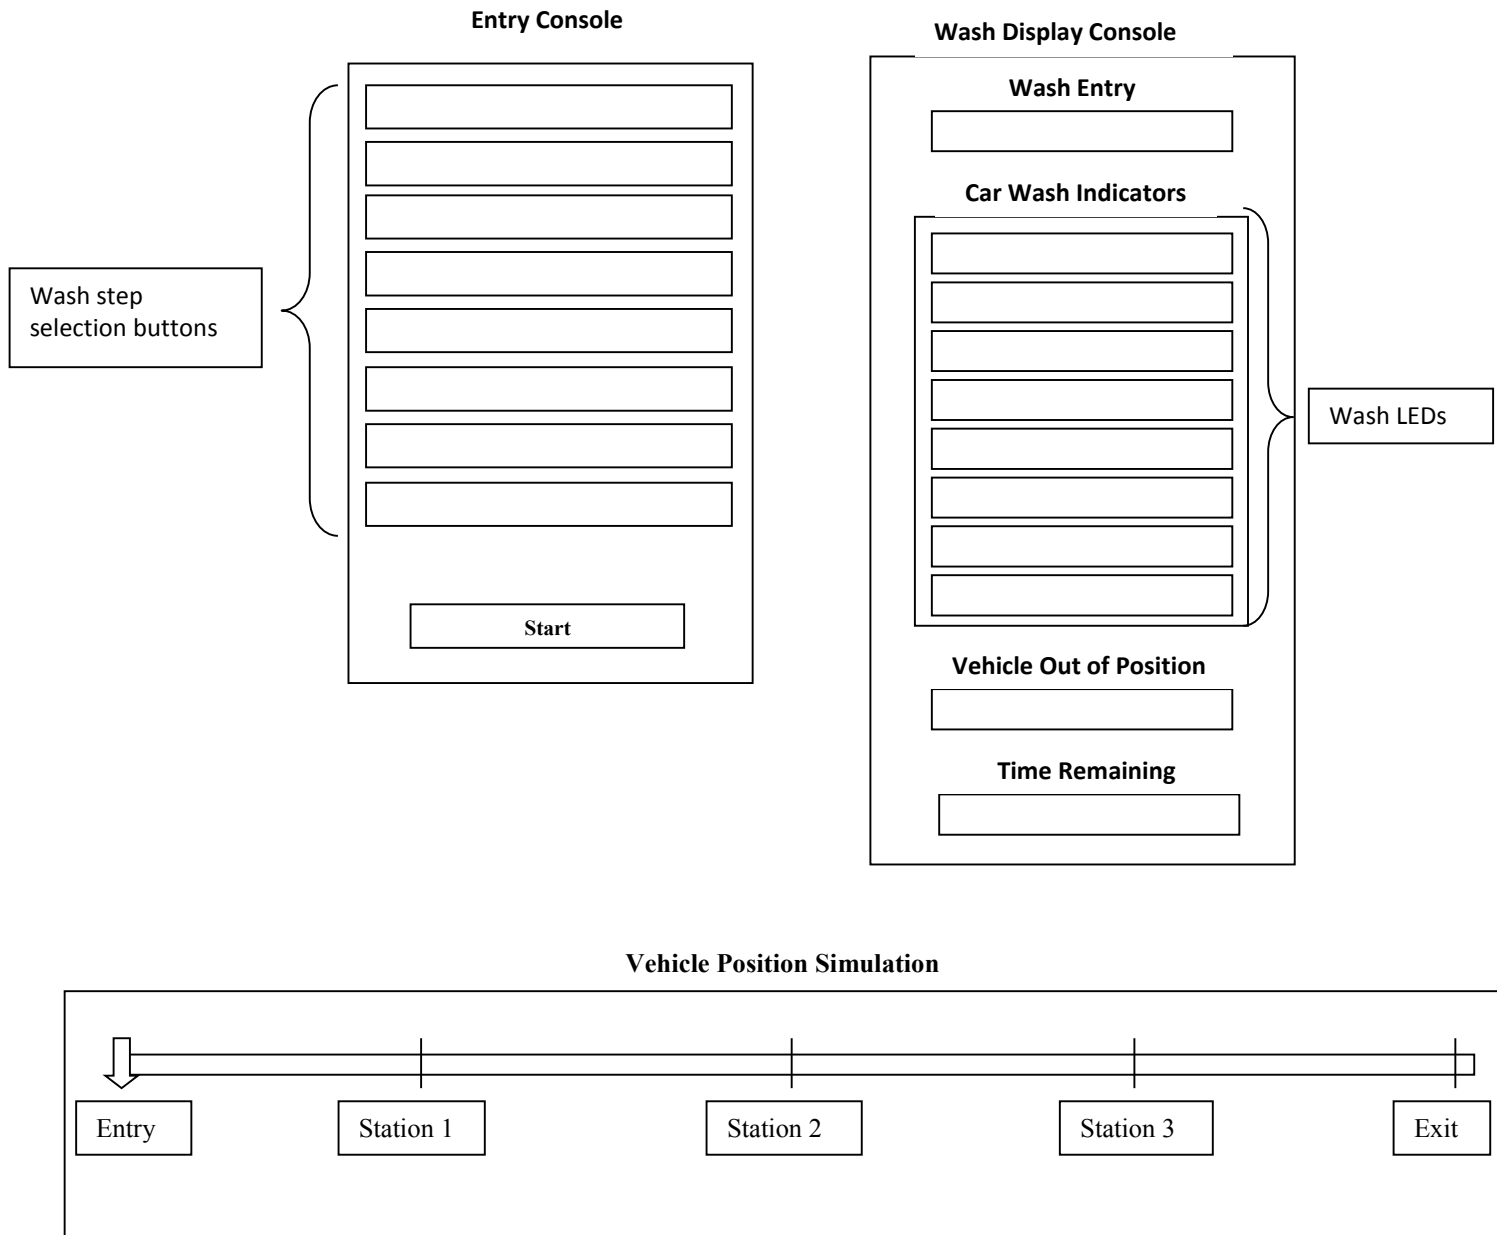 Entry Console
Wash step
selection buttons
Start
Wash Display Console
Wash Entry
Car Wash Indicators
Wash LEDs
Vehicle Out of Position
Time Remaining
Vehicle Position Simulation
Entry
Station 1
Station 2
Station 3
Exit